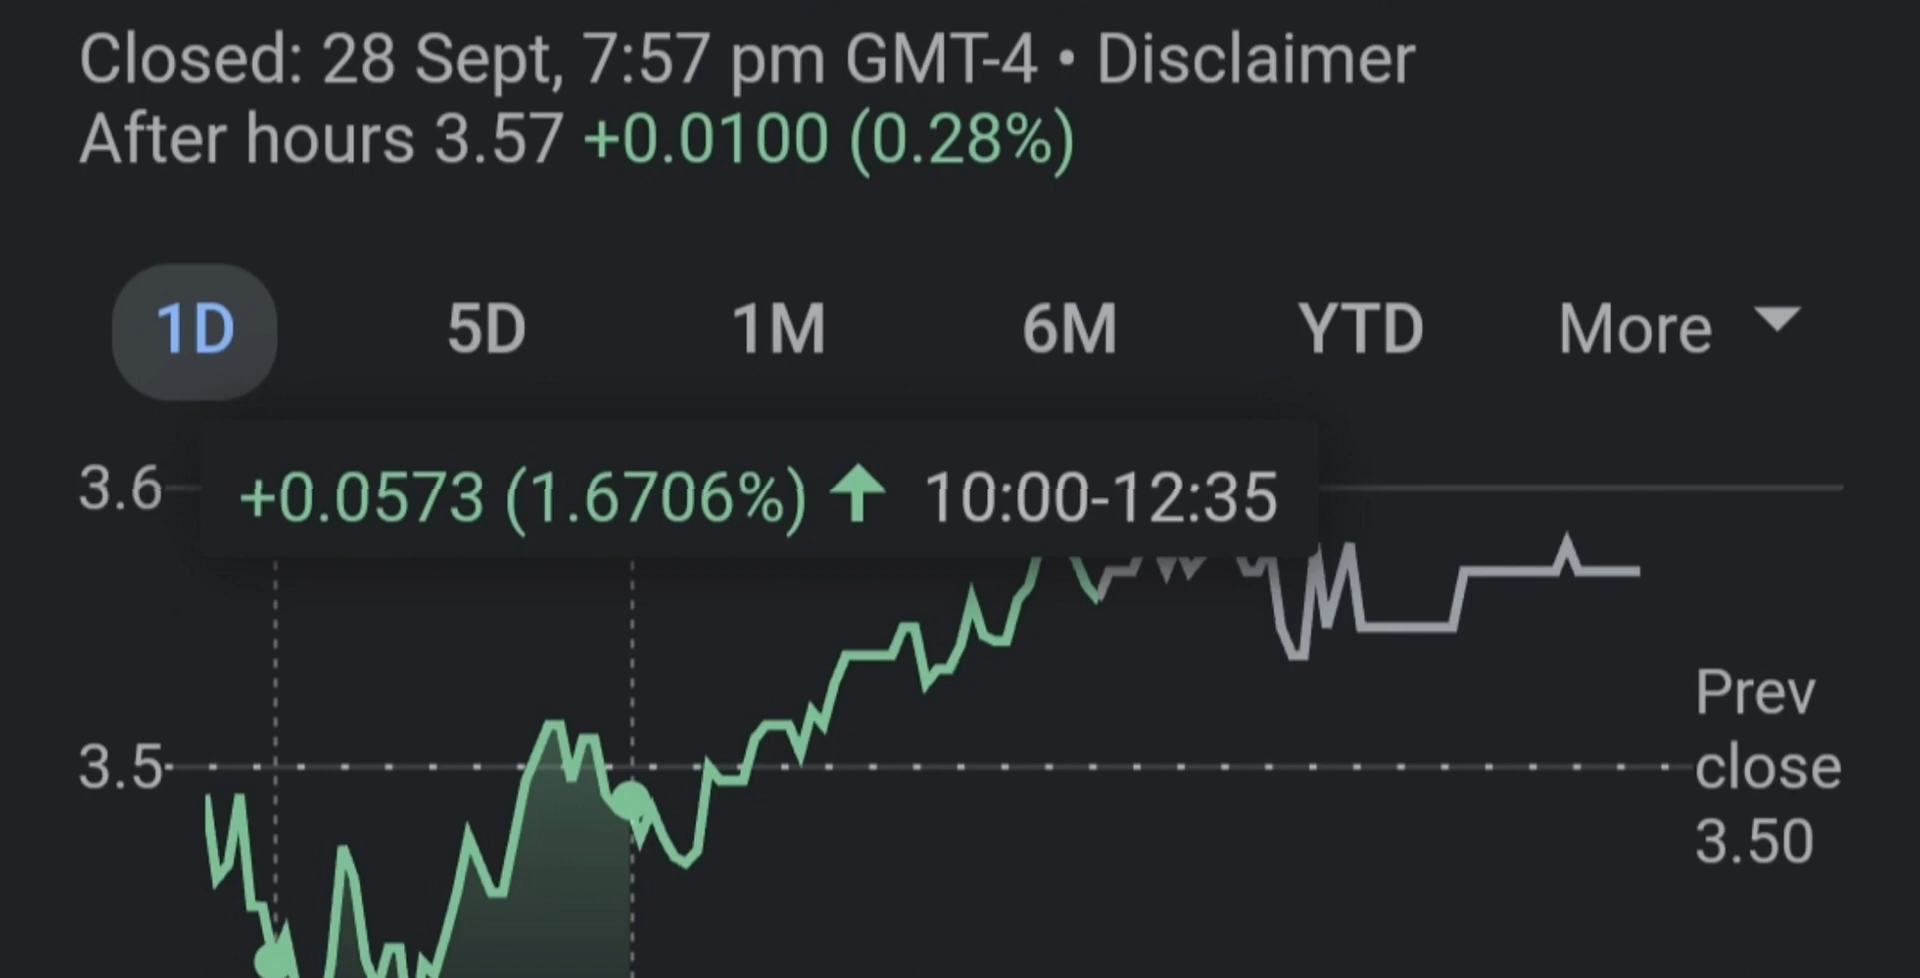 Closed: 28 Sept, 7:57 pm GMT-4 • Disclaimer
After hours 3.57 +0.0100 (0.28%)
1D 5D 1M 6M YTD More
3.6
+0.0573 (1.6706%) 10:00-12:35
3.5
Prev
close
3.50